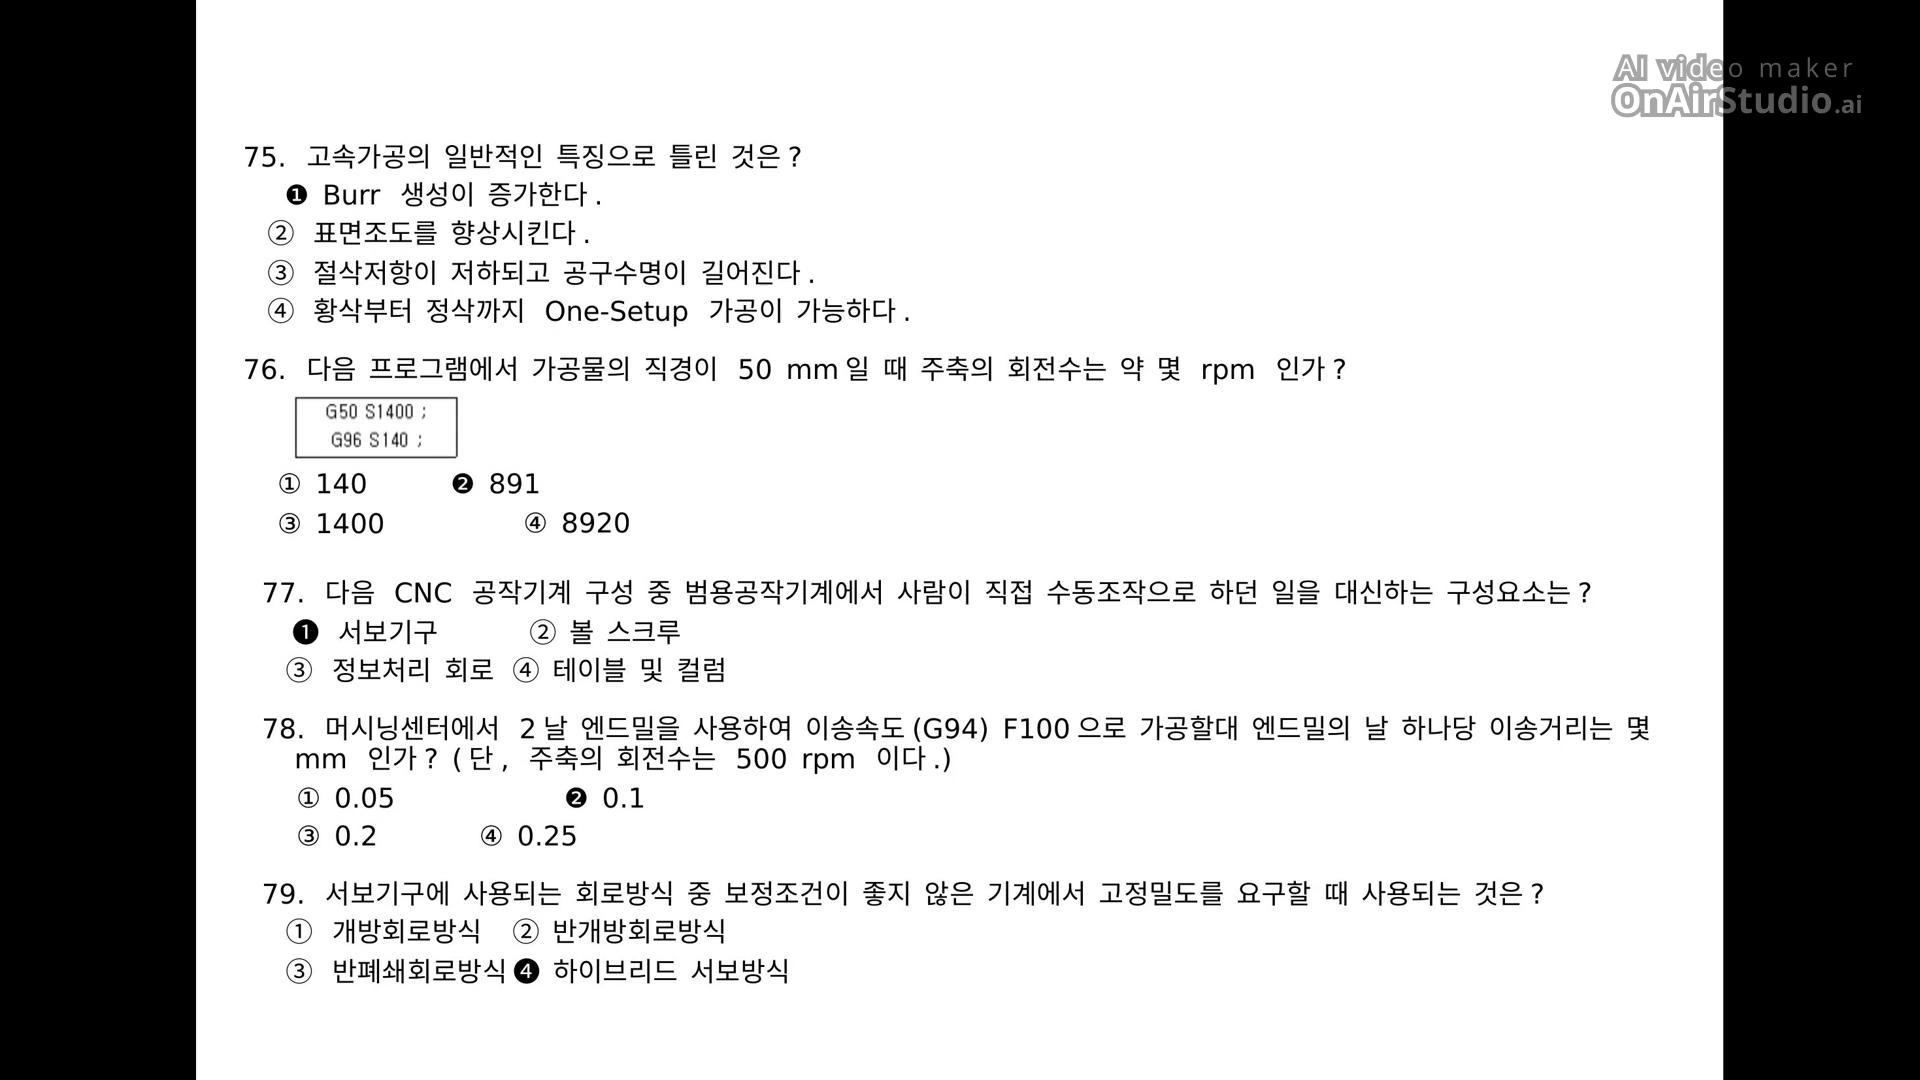 AI video maker
OnAirStudio.ai
75. 고속가공의 일반적인 특징으로 틀린 것은?
❶ Burr 생성이 증가한다.
② 표면조도를 향상시킨다.
③ 절삭저항이 저하되고 공구수명이 길어진다.
④ 황삭부터 정삭까지 One-Setup 가공이 가능하다.
76. 다음 프로그램에서 가공물의 직경이 50 mm일 때 주축의 회전수는 약 몇 rpm 인가?
G50 S1400 ;
G96 S140 ;
① 140 ❷ 891
③ 1400 ④ 8920
77. 다음 CNC 공작기계 구성 중 범용공작기계에서 사람이 직접 수동조작으로 하던 일을 대신하는 구성요소는?
❶ 서보기구 ② 볼 스크루
③ 정보처리 회로 ④ 테이블 및 컬럼
78. 머시닝센터에서 2날 엔드밀을 사용하여 이송속도(G94) F100으로 가공할대 엔드밀의 날 하나당 이송거리는 몇
mm 인가? (단, 주축의 회전수는 500 rpm 이다.)
① 0.05 ❷ 0.1
③ 0.2 ④ 0.25
79. 서보기구에 사용되는 회로방식 중 보정조건이 좋지 않은 기계에서 고정밀도를 요구할 때 사용되는 것은?
① 개방회로방식 ② 반개방회로방식
③ 반폐쇄회로방식 ❹ 하이브리드 서보방식